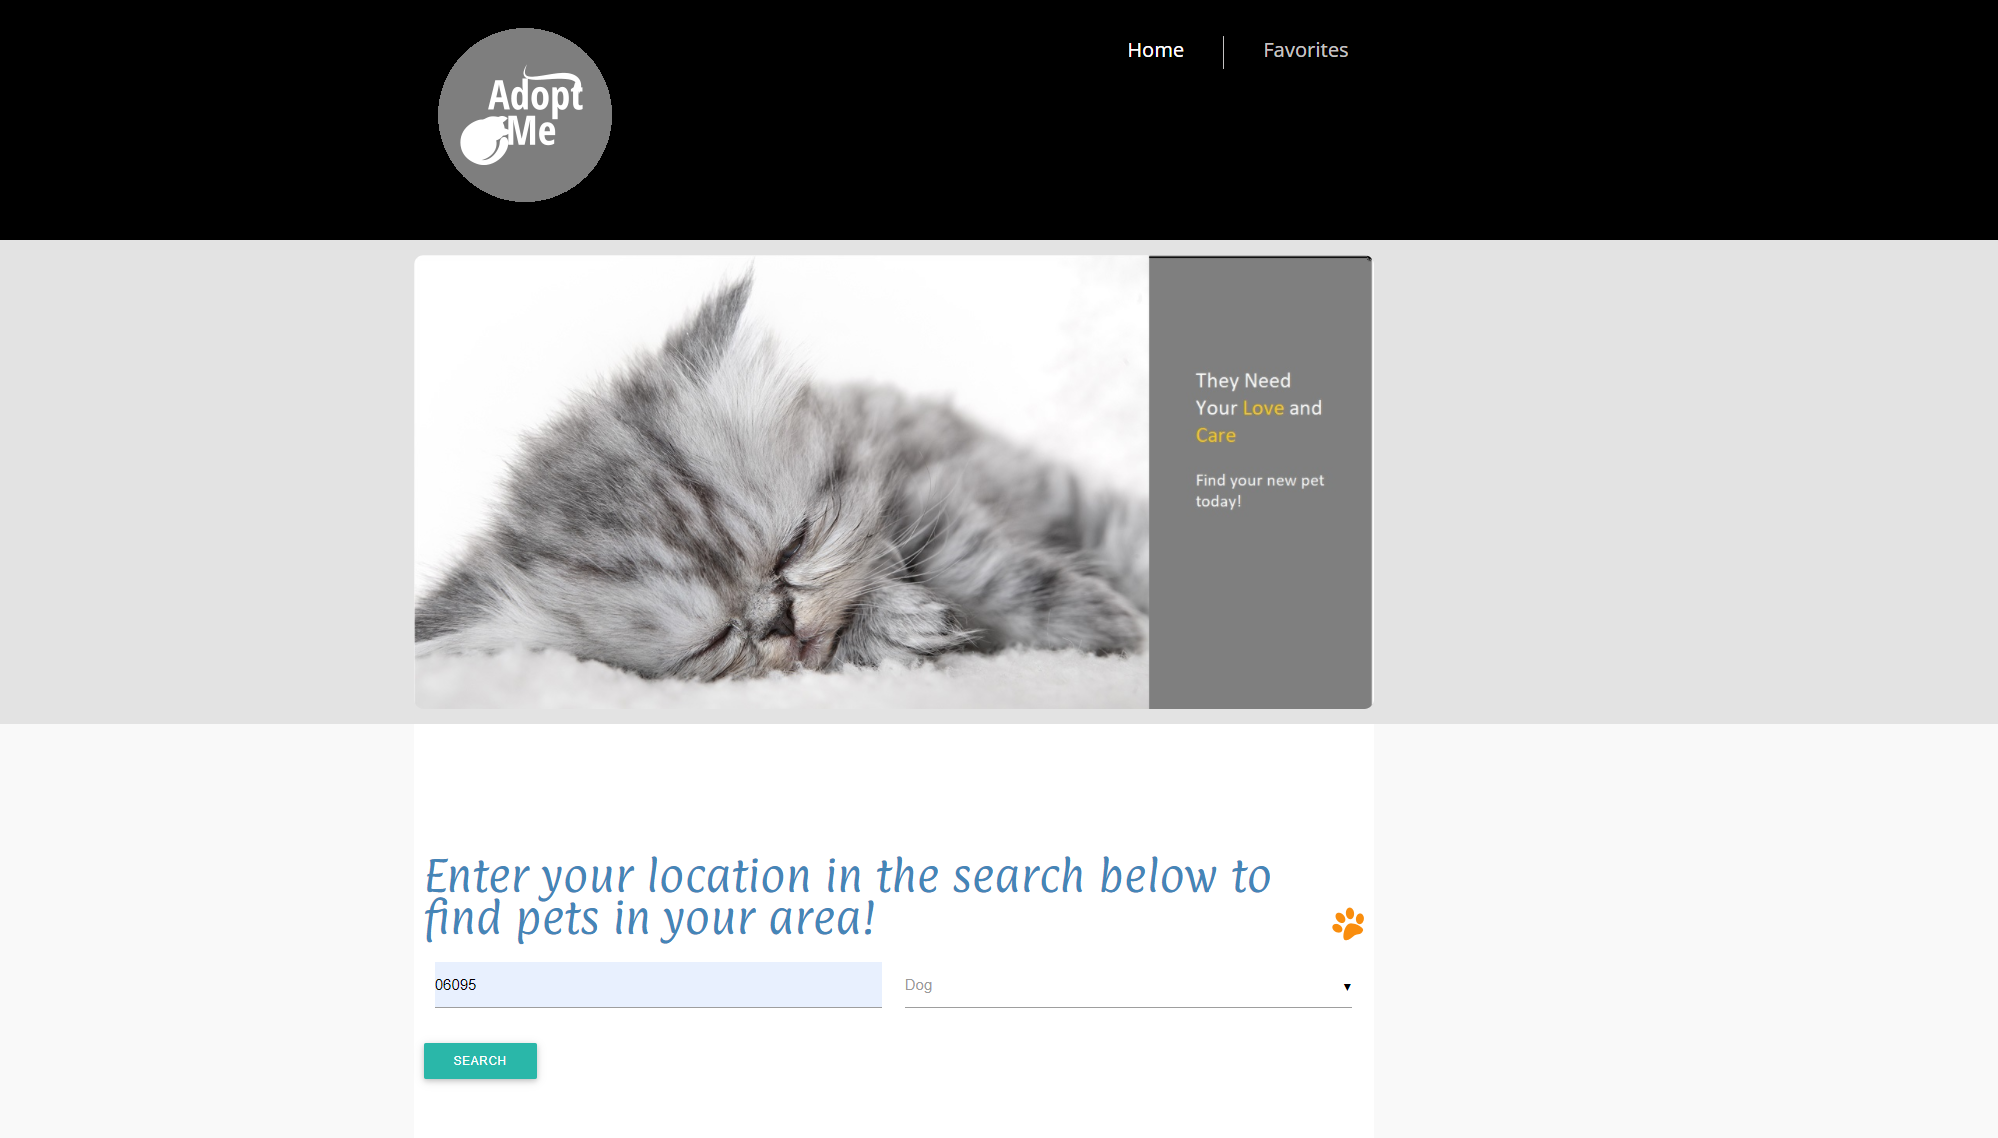 Adopt
Me
Home
Favorites
They Need
Your Love and
Care
Find your new pet
today!
Enter your location in the search below to
find pets in your area!
06095
Dog
SEARCH